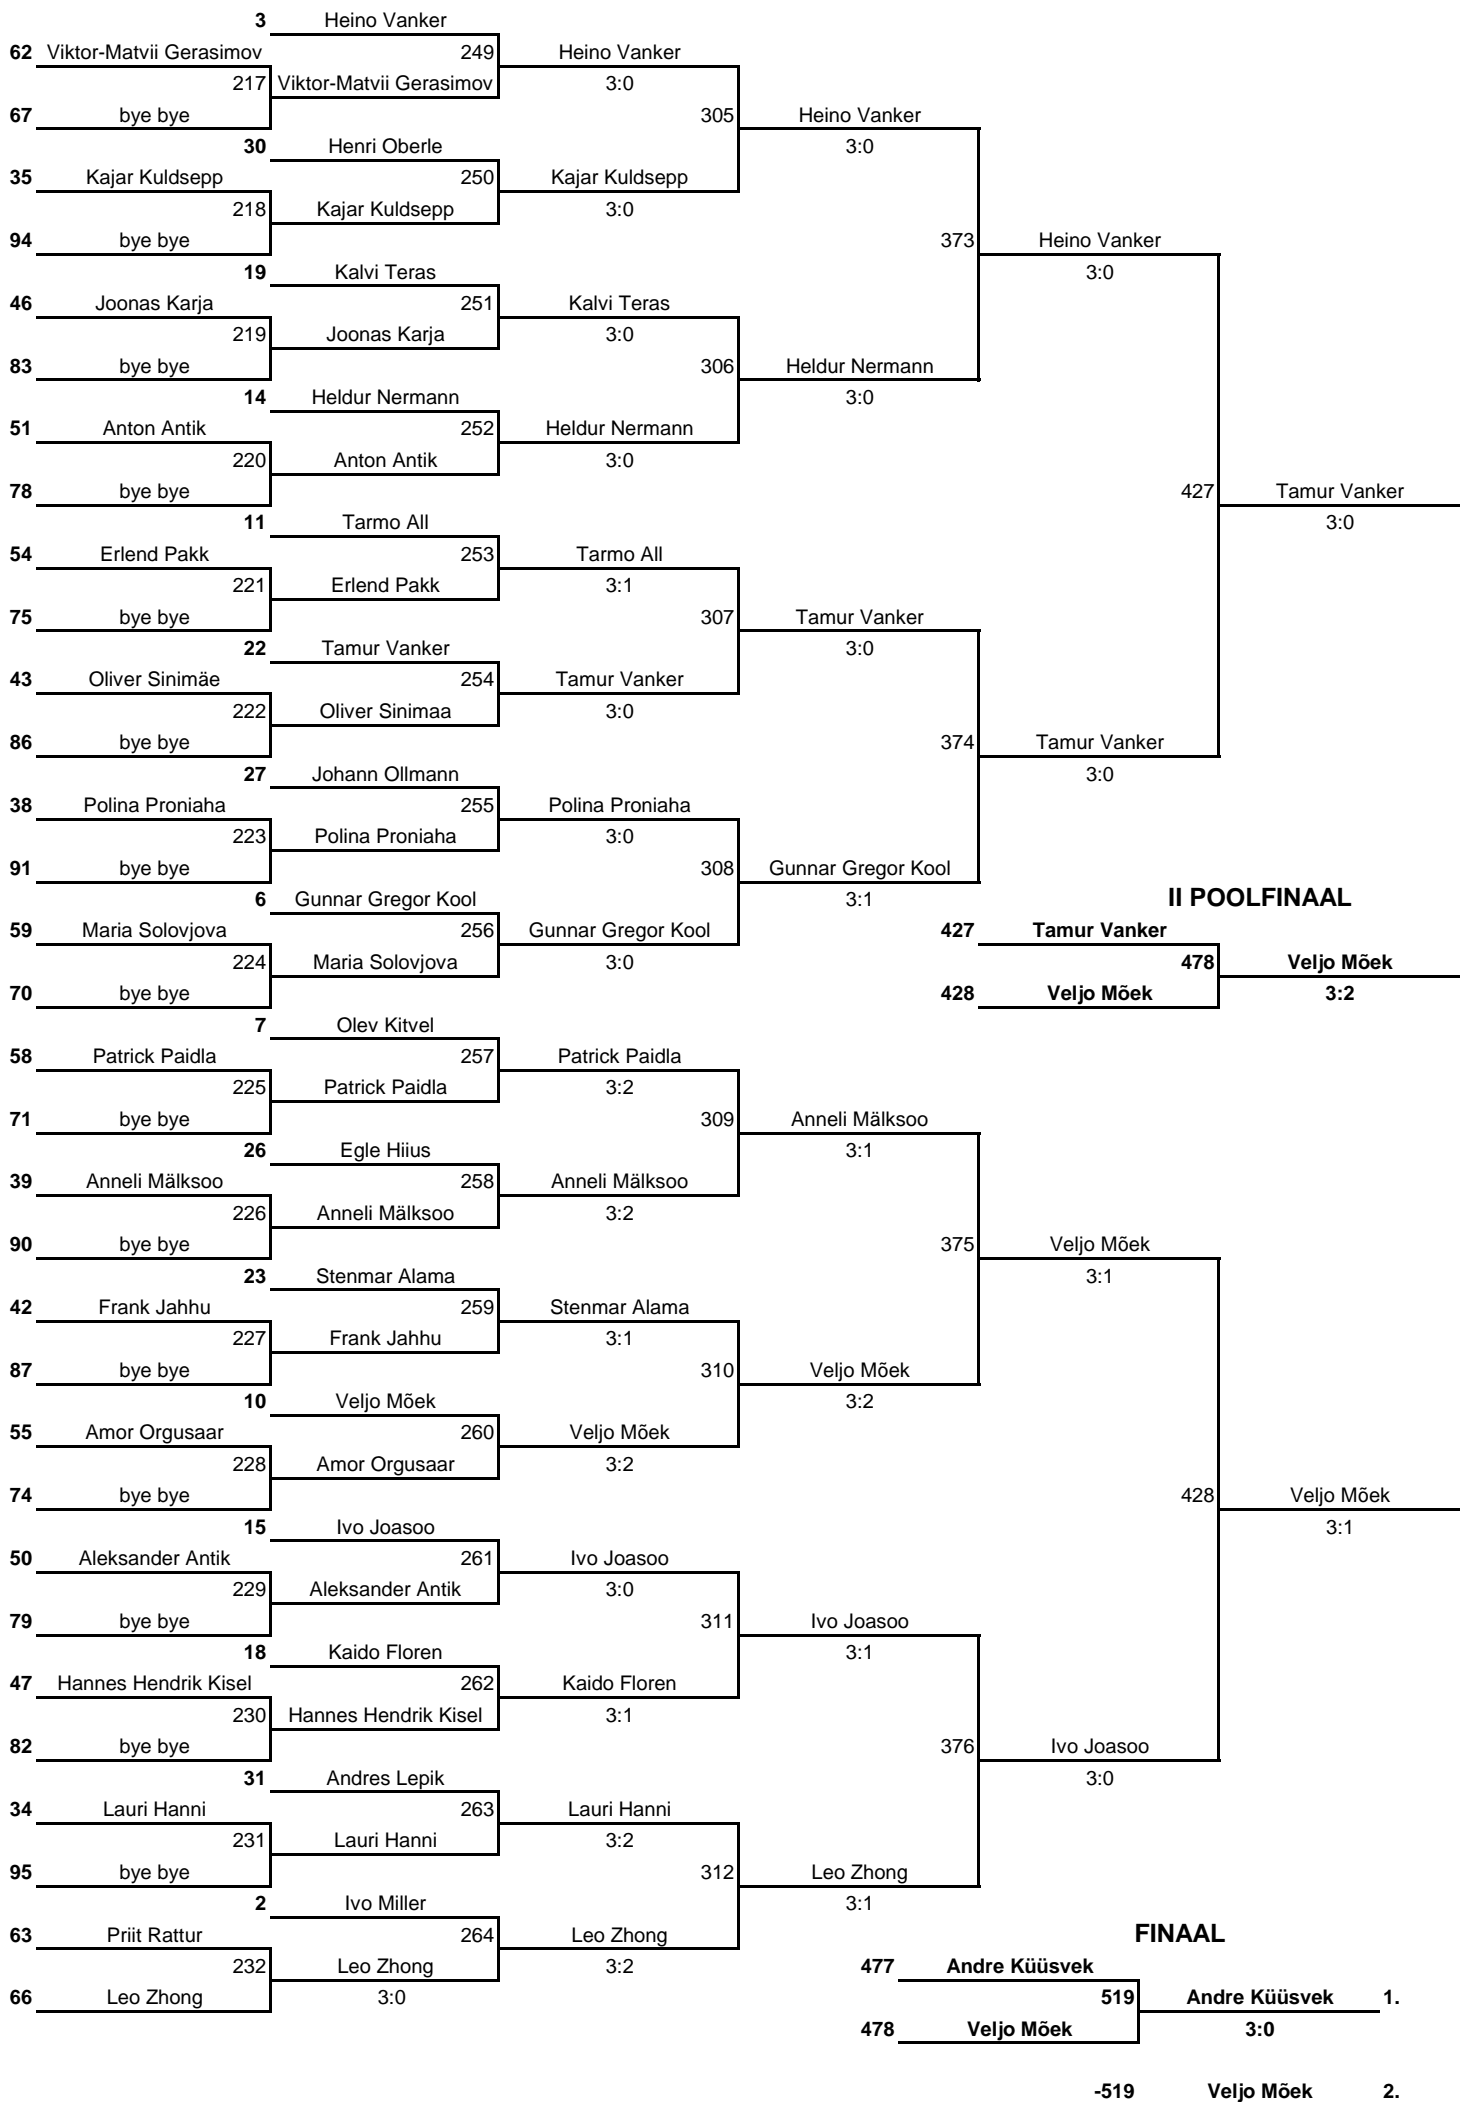 3 Heino Vanker
62 Viktor-Matvii Gerasimov 249 Heino Vanker
217 Viktor-Matvii Gerasimov 3:0
67 bye bye 305 Heino Vanker
30 Henri Oberle 3:0
35 Kajar Kuldsepp 250 Kajar Kuldsepp
218 Kajar Kuldsepp 3:0
94 bye bye 373 Heino Vanker
19 Kalvi Teras 3:0
46 Joonas Karja 251 Kalvi Teras
219 Joonas Karja 3:0
83 bye bye 306 Heldur Nermann
14 Heldur Nermann 3:0
51 Anton Antik 252 Heldur Nermann
220 Anton Antik 3:0
78 bye bye 427 Tamur Vanker
11 Tarmo All 3:0
54 Erlend Pakk 253 Tarmo All
221 Erlend Pakk 3:1
75 bye bye 307 Tamur Vanker
22 Tamur Vanker 3:0
43 Oliver Sinimäe 254 Tamur Vanker
222 Oliver Sinimaa 3:0
86 bye bye 374 Tamur Vanker
27 Johann Ollmann 3:0
38 Polina Proniaha 255 Polina Proniaha
223 Polina Proniaha 3:0
91 bye bye 308 Gunnar Gregor Kool
6 Gunnar Gregor Kool 3:1 II POOLFINAAL
59 Maria Solovjova 256 Gunnar Gregor Kool 427 Tamur Vanker
224 Maria Solovjova 3:0 478 Veljo Mõek
70 bye bye 428 Veljo Mõek 3:2
7 Olev Kitvel
58 Patrick Paidla 257 Patrick Paidla
225 Patrick Paidla 3:2
71 bye bye 309 Anneli Mälksoo
26 Egle Hiius 3:1
39 Anneli Mälksoo 258 Anneli Mälksoo
226 Anneli Mälksoo 3:2
90 bye bye 375 Veljo Mõek
23 Stenmar Alama 3:1
42 Frank Jahhu 259 Stenmar Alama
227 Frank Jahhu 3:1
87 bye bye 310 Veljo Mõek
10 Veljo Mõek 3:2
55 Amor Orgusaar 260 Veljo Mõek
228 Amor Orgusaar 3:2
74 bye bye 428 Veljo Mõek
15 Ivo Joasoo 3:1
50 Aleksander Antik 261 Ivo Joasoo
229 Aleksander Antik 3:0
79 bye bye 311 Ivo Joasoo
18 Kaido Floren 3:1
47 Hannes Hendrik Kisel 262 Kaido Floren
230 Hannes Hendrik Kisel 3:1
82 bye bye 376 Ivo Joasoo
31 Andres Lepik 3:0
34 Lauri Hanni 263 Lauri Hanni
231 Lauri Hanni 3:2
95 bye bye 312 Leo Zhong
2 Ivo Miller 3:1
63 Priit Rattur 264 Leo Zhong FINAAL
232 Leo Zhong 3:2 477 Andre Küüsvek
66 Leo Zhong 3:0 519 Andre Küüsvek 1.
478 Veljo Mõek 3:0
-519 Veljo Mõek 2.